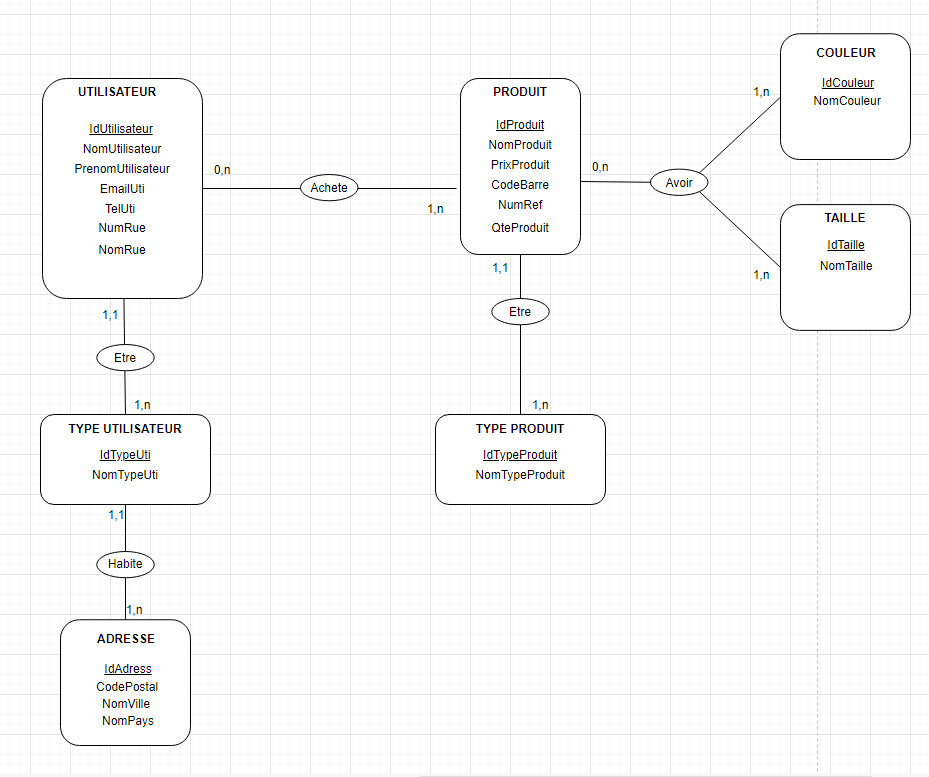 COULEUR
IdCouleur
NomCouleur
1,n
UTILISATEUR
IdUtilisateur
NomUtilisateur
PrenomUtilisateur
EmailUti
TelUti
NumRue
NomRue
0,n
Achete
1,n
PRODUIT
IdProduit
NomProduit
PrixProduit
CodeBarre
NumRef
QteProduit
0,n
Avoir
TAILLE
IdTaille
NomTaille
1,n
1,1
Etre
1,n
1,1
Etre
1,n
TYPE UTILISATEUR
IdTypeUti
NomTypeUti
TYPE PRODUIT
IdTypeProduit
NomTypeProduit
1,1
Habite
1,n
ADRESSE
IdAdress
CodePostal
NomVille
NomPays